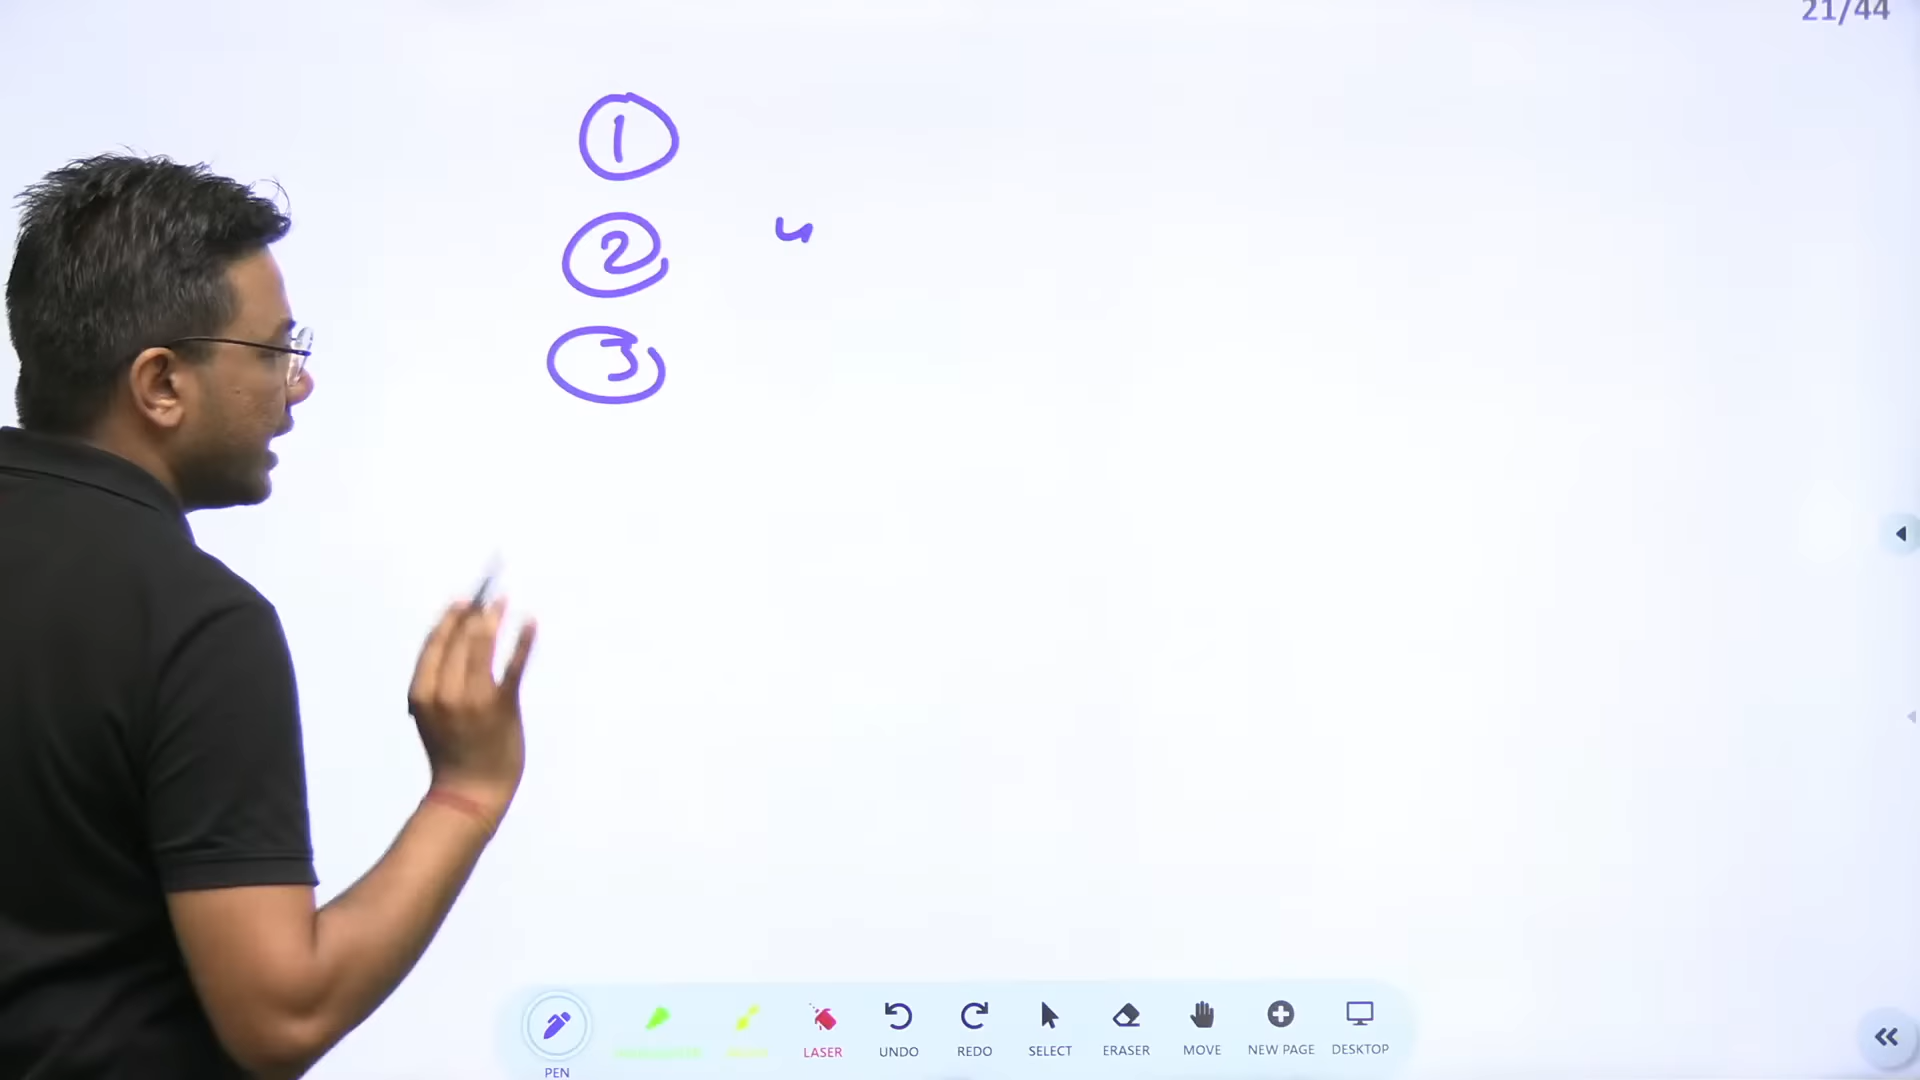 21/44
1
2
3
PEN
LASER
UNDO
REDO
SELECT
ERASER
MOVE
NEW PAGE
DESKTOP